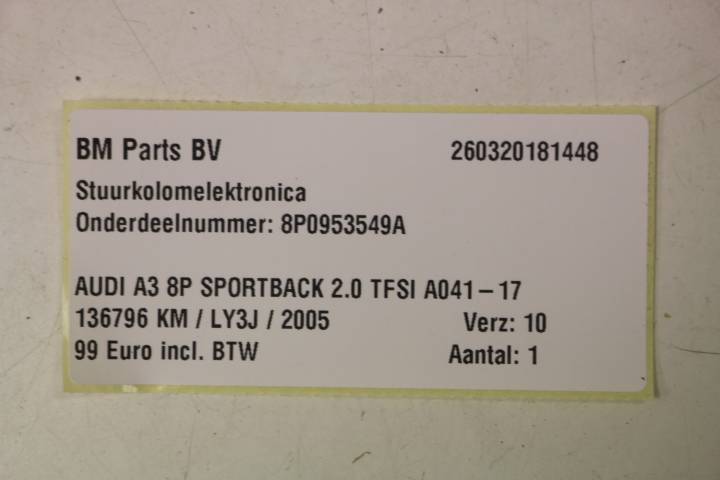 BM Parts BV 260320181448
Stuurkolomelektronica
Onderdeelnummer: 8P0953549A
AUDI A3 8P SPORTBACK 2.0 TFSI A041-17
136796 KM / LY3J / 2005 Verz: 10
99 Euro incl. BTW Aantal: 1